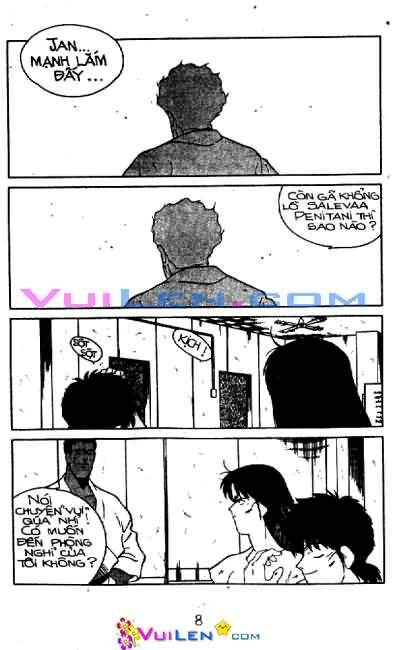 JAN...
MẠNH LẮM
ĐẤY...
CÒN GÃ KHỔNG
LỒ SALEVAA
PENITANI THÌ
SAO NÀO?
VUILEN.COM
SỘT
SỘT
KỊCH!
NÓI
CHUYỆN "VUI"
QUÁ NHỈ!
CÓ MUỐN
ĐẾN PHÒNG
NGHỈ CỦA
TÔI KHÔNG?
8
VUILEN.COM